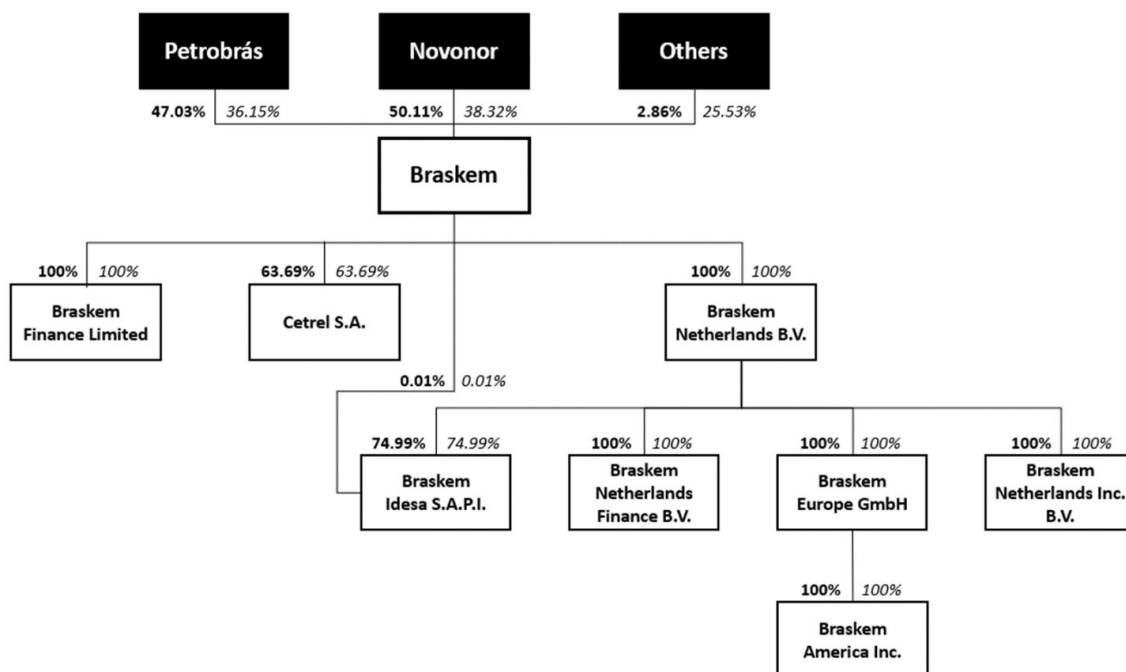 Petrobrás
Novonor
Others
47.03% 36.15%
50.11% 38.32%
2.86% 25.53%
Braskem
100% 100%
63.69% 63.69%
100% 100%
Braskem
Finance Limited
Cetrel S.A.
Braskem
Netherlands B.V.
0.01% 0.01%
74.99% 74.99%
100% 100%
100% 100%
100% 100%
Braskem
Idesa S.A.P.I.
Braskem
Netherlands
Finance B.V.
Braskem
Europe GmbH
Braskem
Netherlands Inc.
B.V.
100% 100%
Braskem
America Inc.